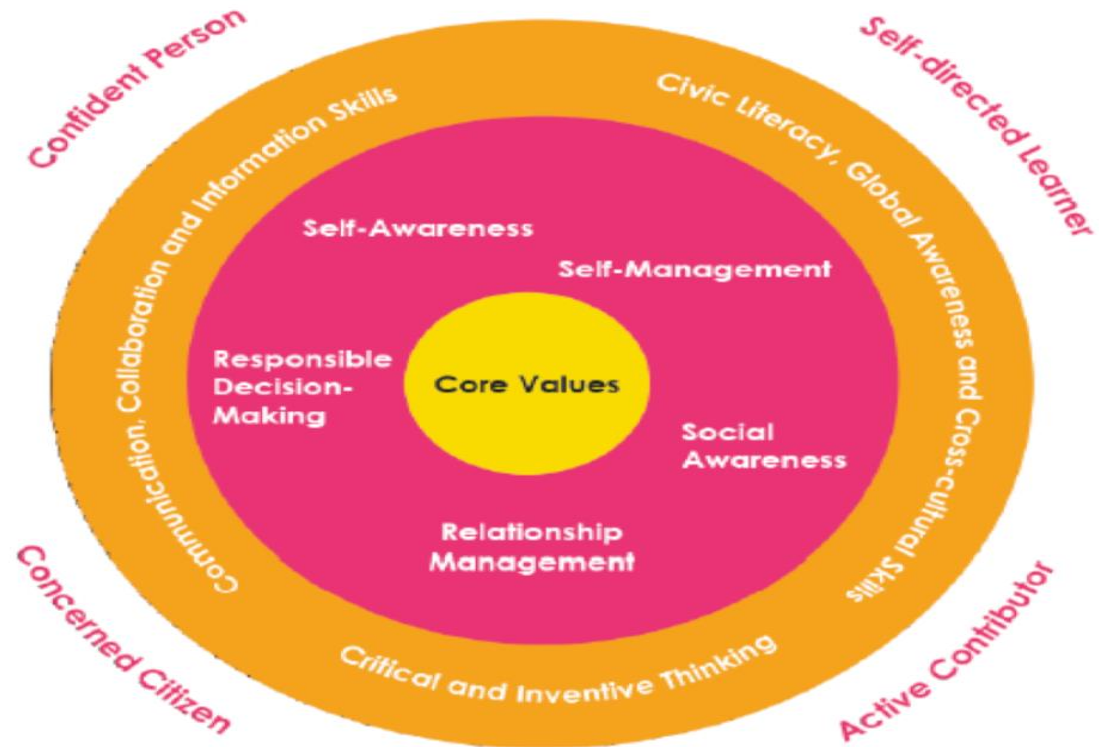 Confident Person
Self-directed Learner
Communication, Collaboration and Information Skills
Civic Literacy, Global Awareness and Cross-cultural Skills
Self-Awareness
Self-Management
Responsible
Decision-
Making
Core Values
Social
Awareness
Relationship
Management
Critical and Inventive Thinking
Concerned Citizen
Active Contributor